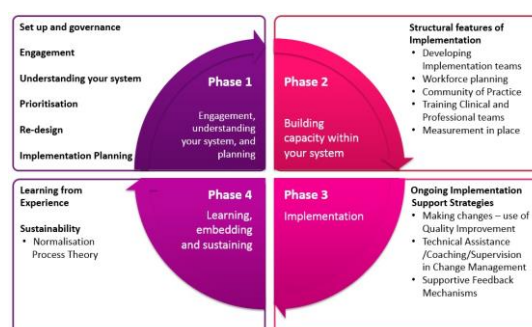 Set up and governance
Engagement
Understanding your system
Prioritisation
Re-design
Implementation Planning
Phase 1
Engagement,
understanding
your system, and
planning
Phase 2
Building
capacity within
your system
Structural features of
Implementation
• Developing
Implementation teams
• Workforce planning
• Community of Practice
• Training Clinical and
Professional teams
• Measurement in place
Learning from
Experience
Sustainability
• Normalisation
Process Theory
Phase 4
Learning,
embedding
and sustaining
Phase 3
Implementation
Ongoing Implementation
Support Strategies
• Making changes – use of
Quality Improvement
• Technical Assistance
/Coaching/Supervision
in Change Management
• Supportive Feedback
Mechanisms